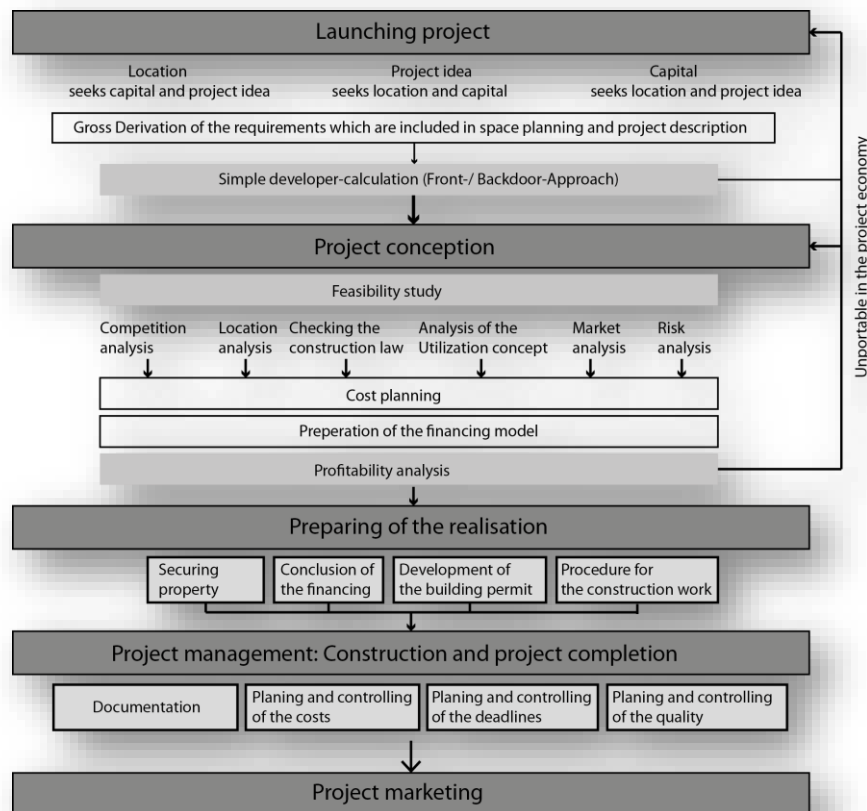 Launching project
Location
seeks capital and project idea
Project idea
seeks location and capital
Capital
seeks location and project idea
Gross Derivation of the requirements which are included in space planning and project description
Simple developer-calculation (Front-/ Backdoor-Approach)
Unportable in the project economy
Project conception
Feasibility study
Competition
analysis
Location
analysis
Checking the
construction law
Analysis of the
Utilization concept
Market
analysis
Risk
analysis
Cost planning
Preperation of the financing model
Profitability analysis
Preparing of the realisation
Securing
property
Conclusion of
the financing
Development of
the building permit
Procedure for
the construction work
Project management: Construction and project completion
Documentation
Planing and controlling
of the costs
Planing and controlling
of the deadlines
Planing and controlling
of the quality
Project marketing